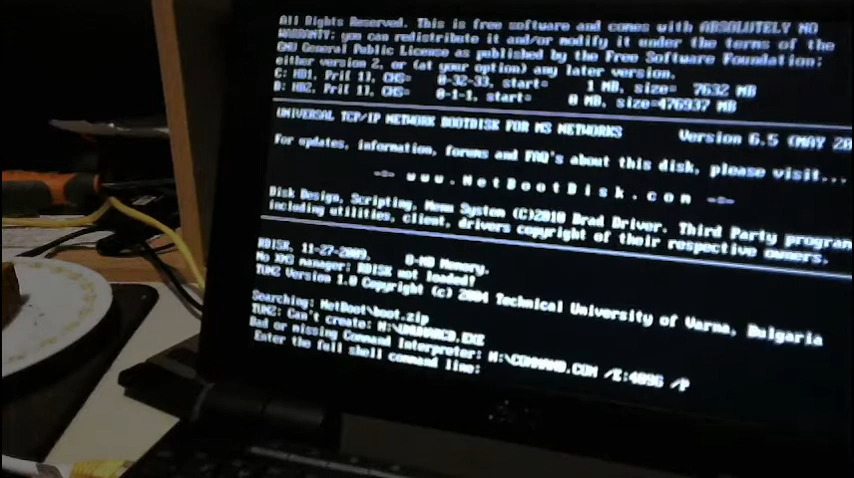 All Rights Reserved. This is free software and comes with ABSOLUTELY NO
WARRANTY: you can redistribute it and/or modify it under the terms of the
GNU General Public License as published by the Free Software Foundation;
either version 2, or (at your option) any later version.
C: HD1, Pri[ 1], CHS= 0-32-33, start= 1 MB, size= 7632 MB
D: HD2, Pri[ 1], CHS= 0-1-1, start= 0 MB, size=476937 MB
UNIVERSAL TCP/IP NETWORK BOOTDISK FOR MS NETWORKS Version 6.5 (MAY 20
For updates, information, forums and FAQ's about this disk, please visit...
www.NetBootDisk.com
Disk Design, Scripting, Menu System (C)2010 Brad Driver. Third Party program
including utilities, client, drivers copyright of their respective owners.
RDISK, 11-27-2009, 0-MB Memory.
No XMS manager: RDISK not loaded!
TUNZ Version 1.0 Copyright (c) 2004 Technical University of Varna, Bulgaria
Searching: NetBoot\boot.zip
TUNZ: Can't create:
Bad or missing Command Interpreter: M:\COMMAND.COM /E:4096 /P
Enter the full shell command line: